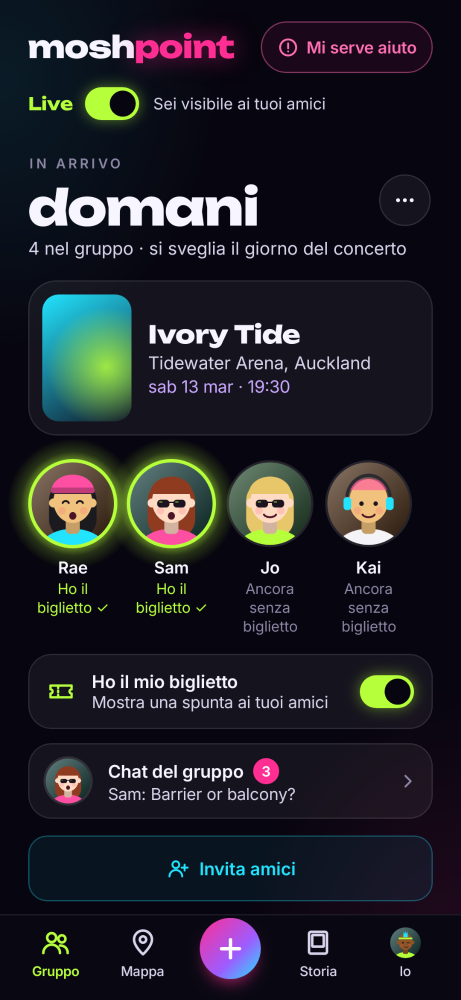 moshpoint
Mi serve aiuto
Live
Sei visibile ai tuoi amici
IN ARRIVO
domani
4 nel gruppo · si sveglia il giorno del concerto
Ivory Tide
Tidewater Arena, Auckland
sab 13 mar · 19:30
Rae
Ho il
biglietto ✓
Sam
Ho il
biglietto ✓
Jo
Ancora
senza
biglietto
Kai
Ancora
senza
biglietto
Ho il mio biglietto
Mostra una spunta ai tuoi amici
Chat del gruppo 3
Sam: Barrier or balcony?
Invita amici
Gruppo
Mappa
Storia
Io